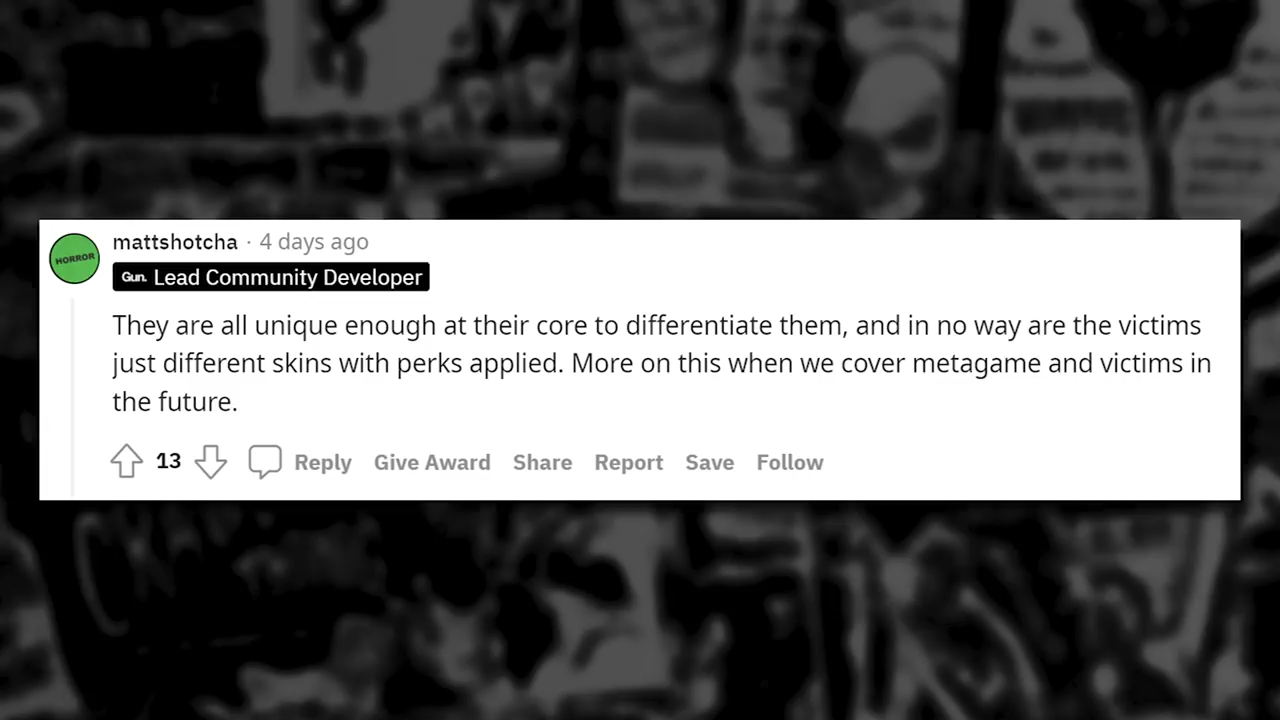 HORROR
mattshotcha · 4 days ago
Gun. Lead Community Developer
They are all unique enough at their core to differentiate them, and in no way are the victims
just different skins with perks applied. More on this when we cover metagame and victims in
the future.
13 Reply Give Award Share Report Save Follow